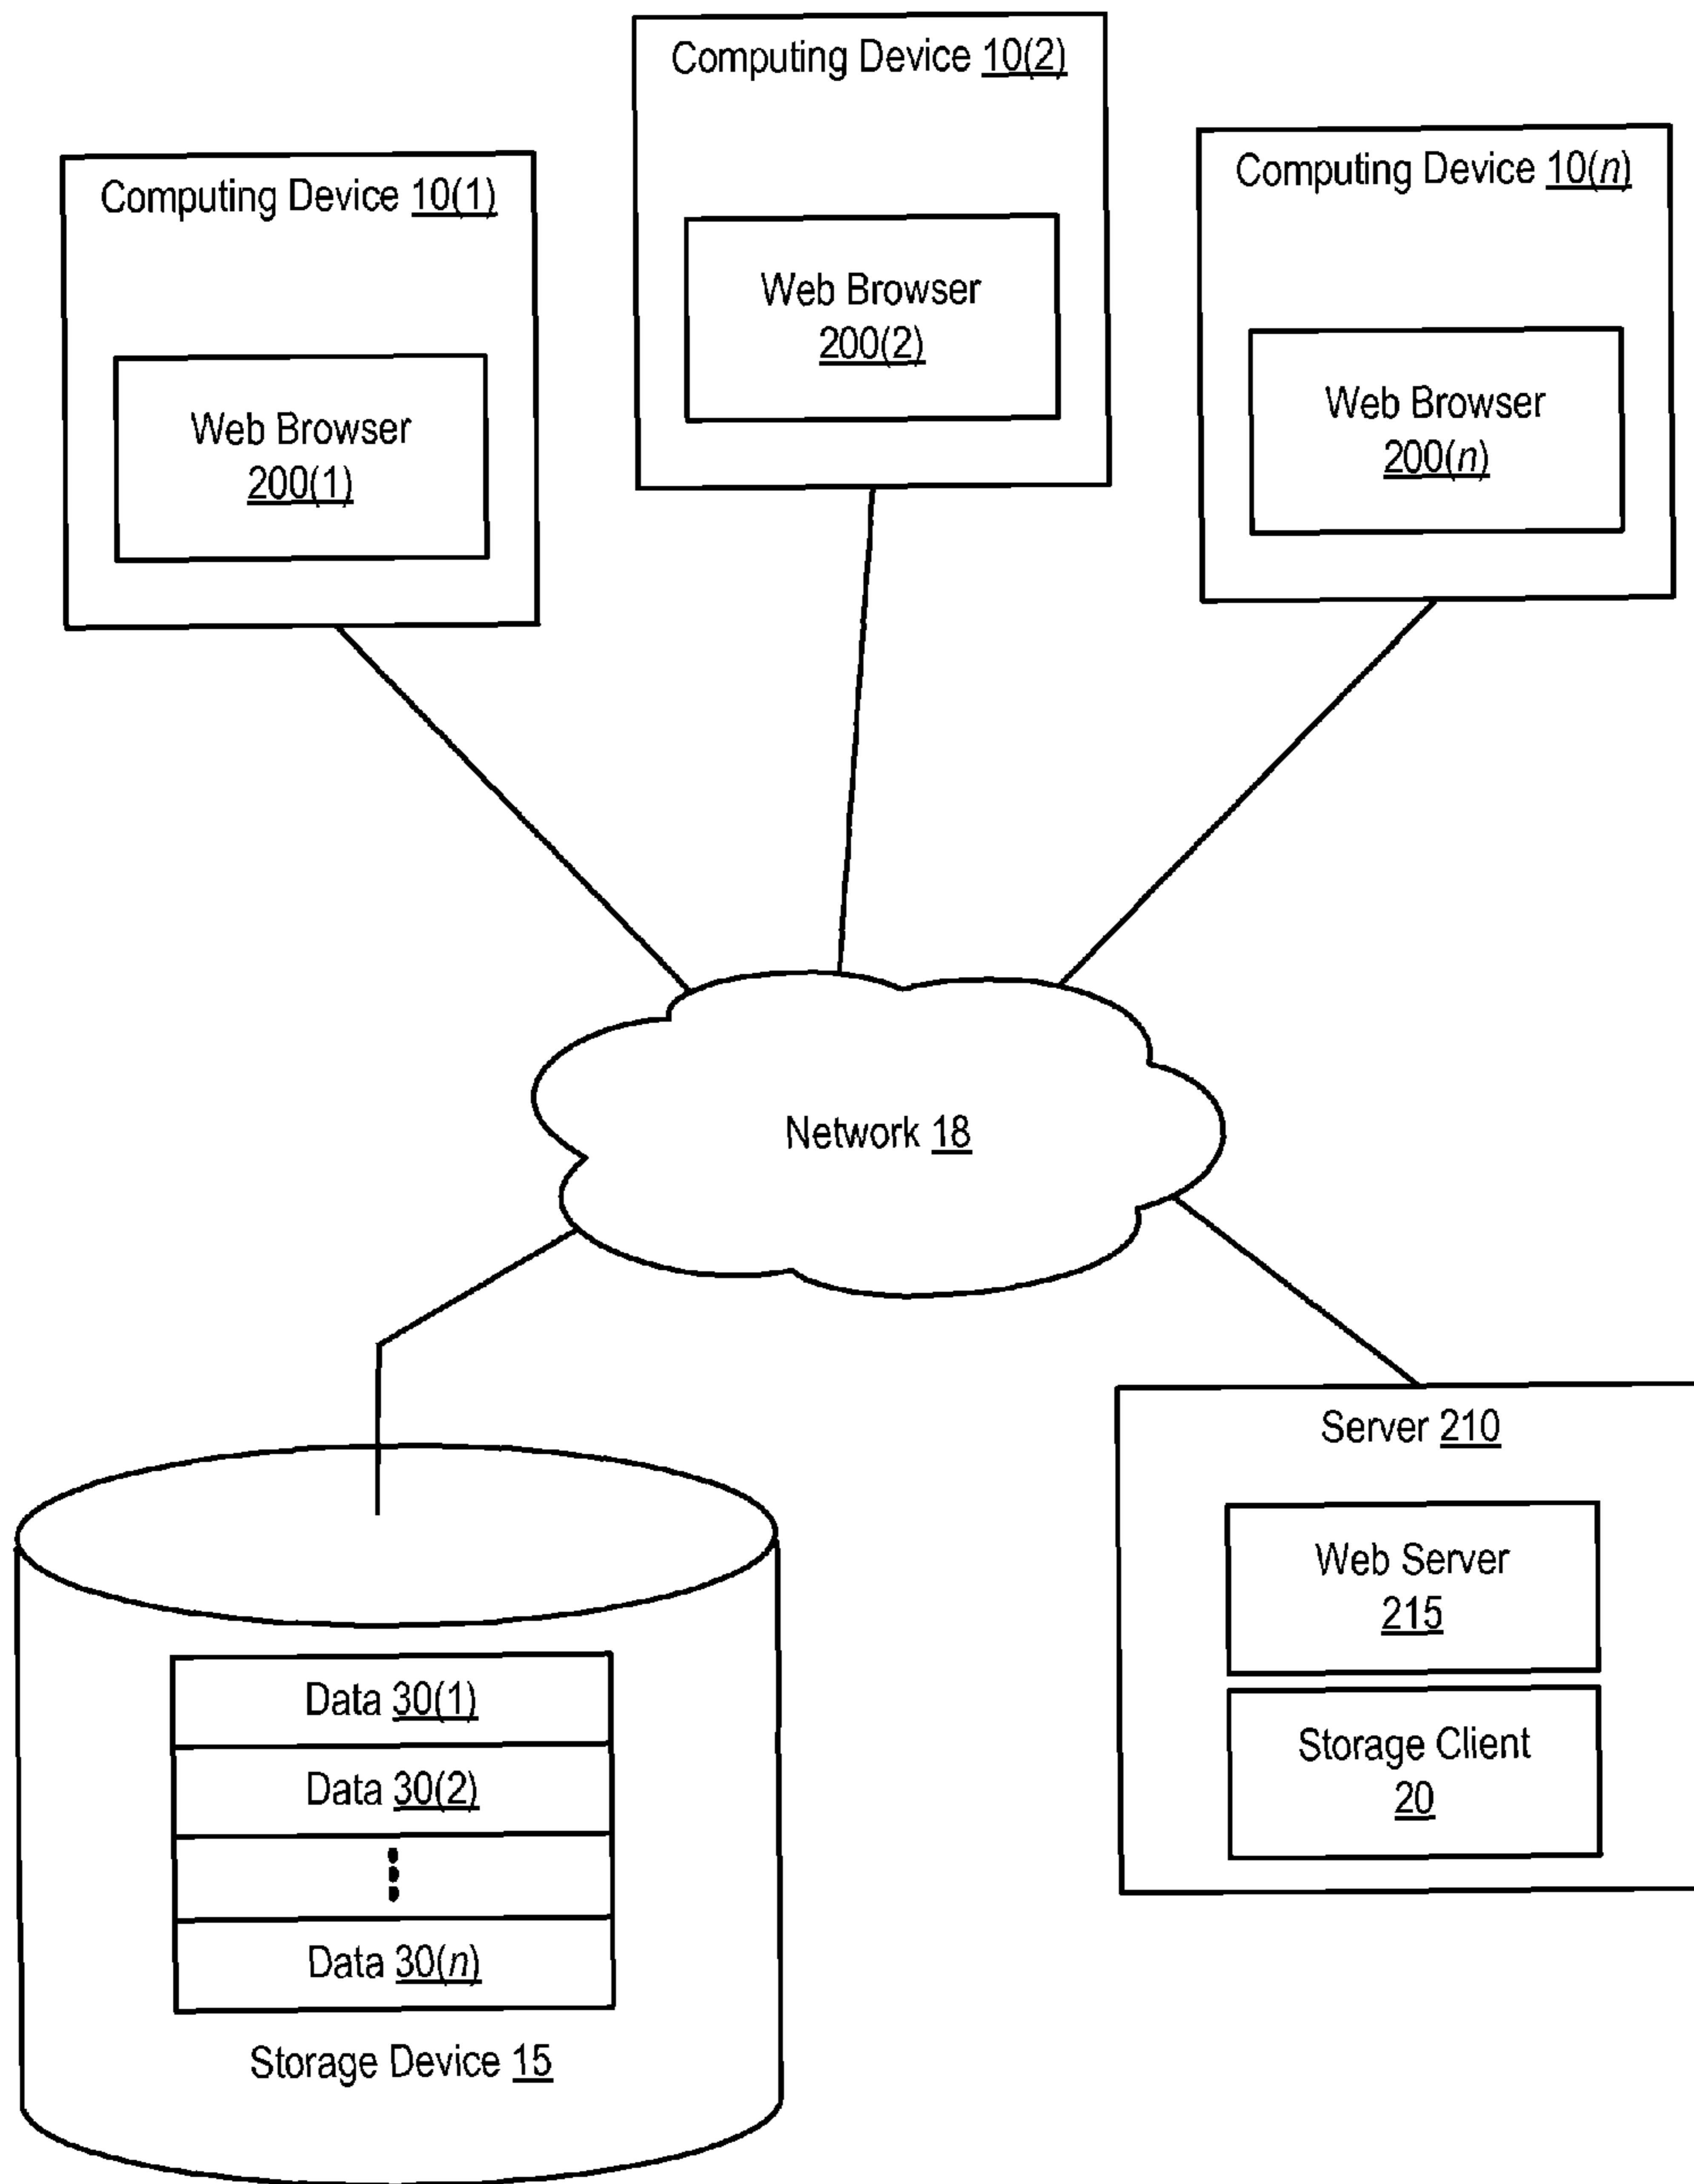 Computing Device 10(1)
Web Browser
200(1)
Computing Device 10(2)
Web Browser
200(2)
Computing Device 10(n)
Web Browser
200(n)
Network 18
Data 30(1)
Data 30(2)
Data 30(n)
Storage Device 15
Server 210
Web Server
215
Storage Client
20